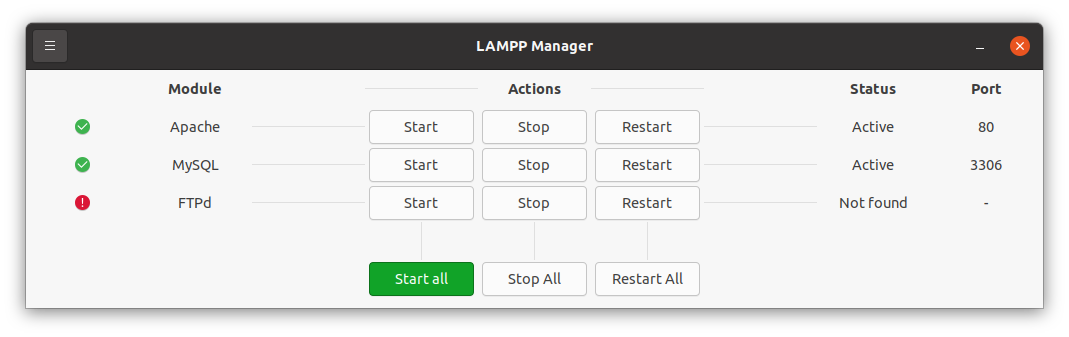 LAMPP Manager
Module Actions Status Port
Apache Start Stop Restart Active 80
MySQL Start Stop Restart Active 3306
FTPd Start Stop Restart Not found -
Start all Stop All Restart All